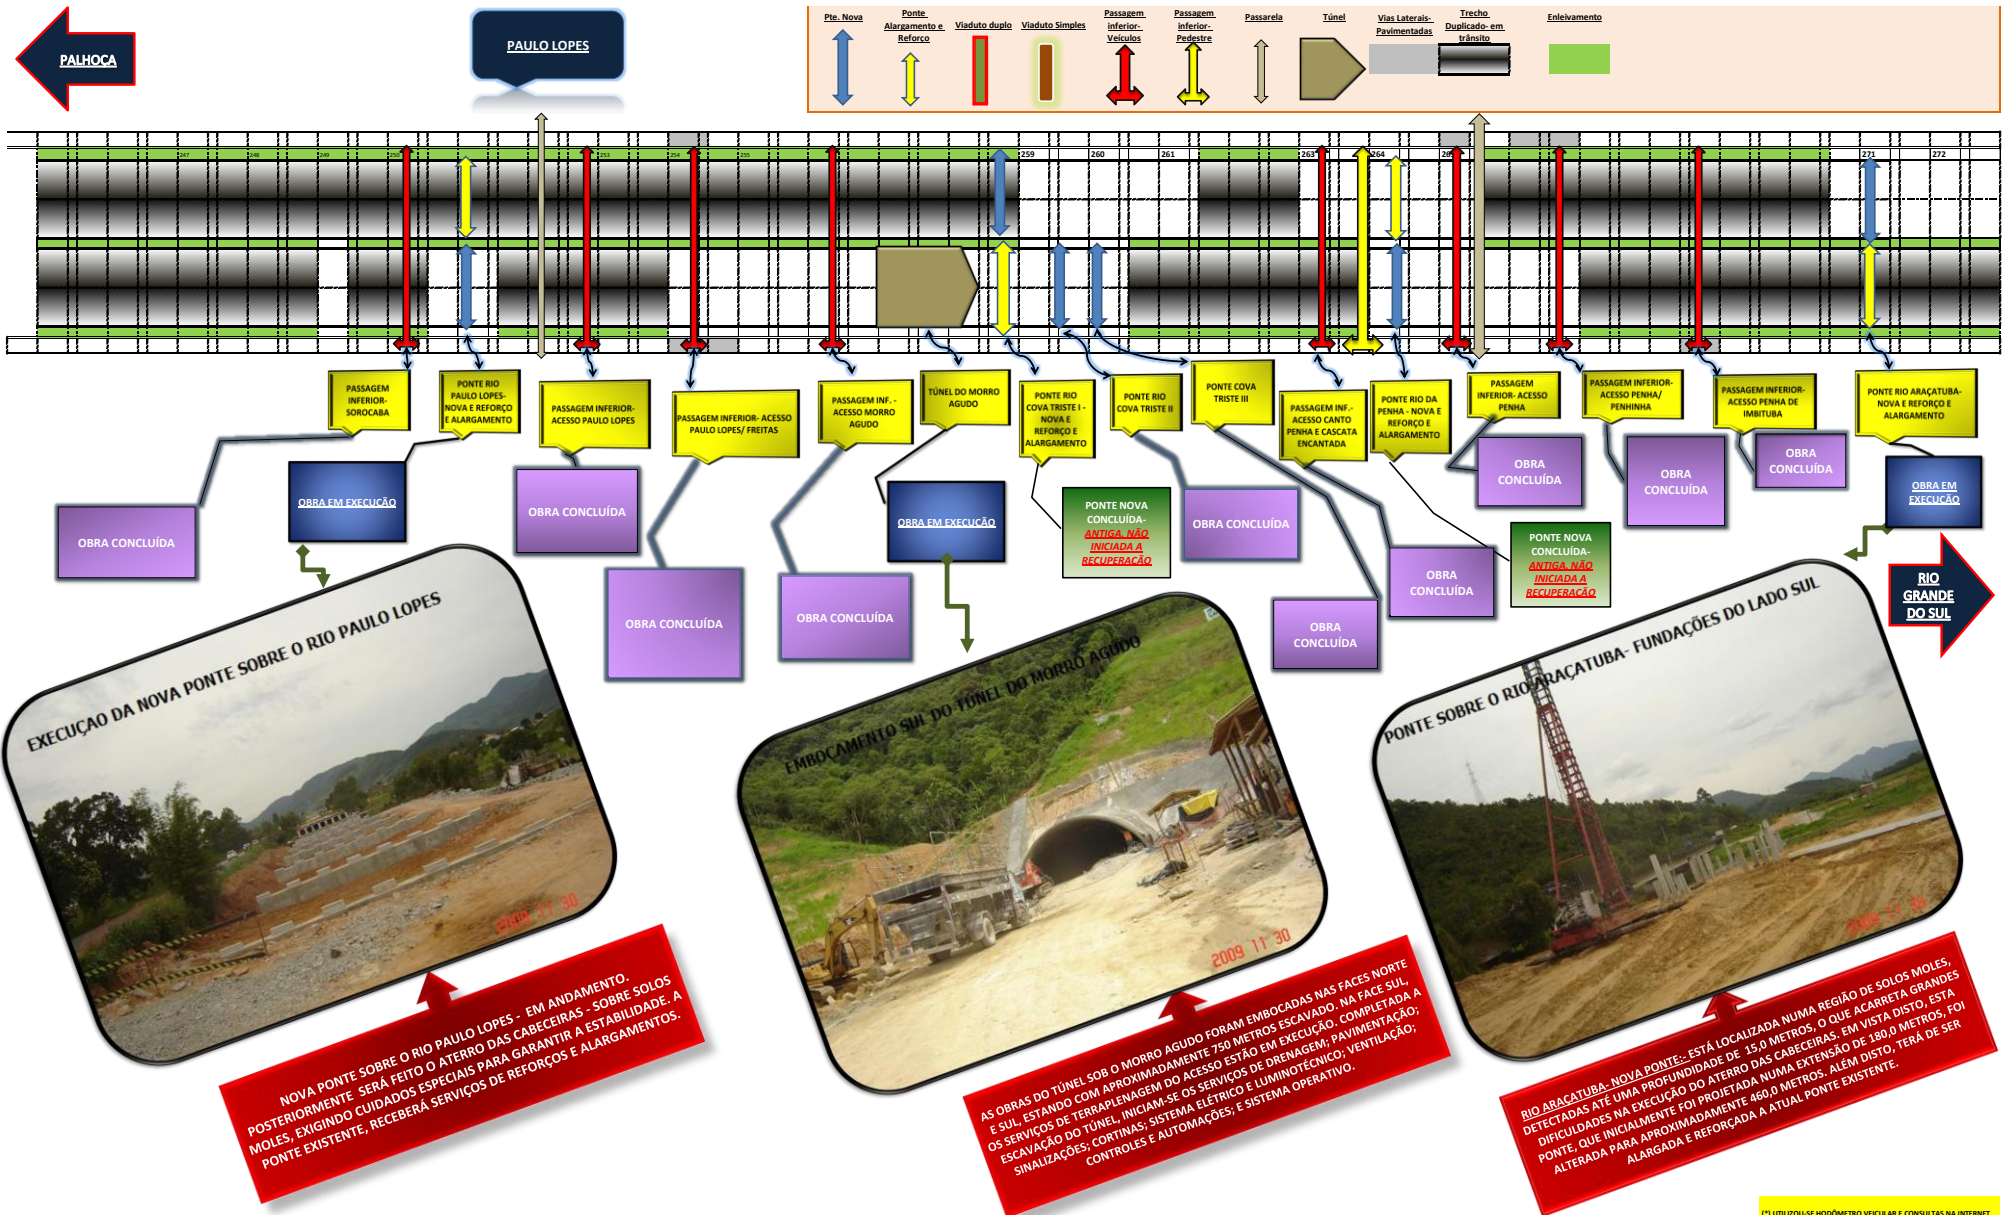 PALHOÇA
PAULO LOPES
Pte. Nova
Ponte
Alargamento e
Reforço
Viaduto duplo
Viaduto Simples
Passagem
inferior-
Veículos
Passagem
inferior-
Pedestre
Passarela
Túnel
Vias Laterais-
Pavimentadas
Trecho
Duplicado- em
trânsito
Enleivamento
247
248
249
250
253
254
255
259
260
261
263
264
271
272
PASSAGEM
INFERIOR-
SOROCABA
PONTE RIO
PAULO LOPES-
NOVA E REFORÇO
E ALARGAMENTO
PASSAGEM INFERIOR-
ACESSO PAULO LOPES
PASSAGEM INFERIOR- ACESSO
PAULO LOPES/ FREITAS
PASSAGEM INF. -
ACESSO MORRO
AGUDO
TÚNEL DO MORRO
AGUDO
PONTE RIO
COVA TRISTE I -
NOVA E
REFORÇO E
ALARGAMENTO
PONTE RIO
COVA TRISTE II
PONTE COVA
TRISTE III
PASSAGEM INF.-
ACESSO CANTO
PENHA E CASCATA
ENCANTADA
PONTE RIO DA
PENHA - NOVA E
REFORÇO E
ALARGAMENTO
PASSAGEM
INFERIOR- ACESSO
PENHA
PASSAGEM INFERIOR-
ACESSO PENHA/
PENHINHA
PASSAGEM INFERIOR-
ACESSO PENHA DE
IMBITUBA
PONTE RIO ARAÇATUBA-
NOVA E REFORÇO E
ALARGAMENTO
OBRA CONCLUÍDA
OBRA EM EXECUÇÃO
OBRA CONCLUÍDA
OBRA CONCLUÍDA
OBRA CONCLUÍDA
OBRA EM EXECUÇÃO
PONTE NOVA
CONCLUÍDA-
ANTIGA, NÃO
INICIADA A
RECUPERAÇÃO
OBRA CONCLUÍDA
OBRA
CONCLUÍDA
OBRA
CONCLUÍDA
PONTE NOVA
CONCLUÍDA-
ANTIGA, NÃO
INICIADA A
RECUPERAÇÃO
OBRA
CONCLUÍDA
OBRA
CONCLUÍDA
OBRA
CONCLUÍDA
OBRA EM
EXECUÇÃO
RIO
GRANDE
DO SUL
EXECUÇAO DA NOVA PONTE SOBRE O RIO PAULO LOPES
2009 11 30
EMBOCAMENTO SUL DO TÚNEL DO MORRO AGUDO
2009 11 30
PONTE SOBRE O RIO ARAÇATUBA- FUNDAÇÕES DO LADO SUL
2009 11 30
NOVA PONTE SOBRE O RIO PAULO LOPES - EM ANDAMENTO.
POSTERIORMENTE SERÁ FEITO O ATERRO DAS CABECEIRAS - SOBRE SOLOS
MOLES, EXIGINDO CUIDADOS ESPECIAIS PARA GARANTIR A ESTABILIDADE. A
PONTE EXISTENTE, RECEBERÁ SERVIÇOS DE REFORÇOS E ALARGAMENTOS.
AS OBRAS DO TÚNEL SOB O MORRO AGUDO FORAM EMBOCADAS NAS FACES NORTE
E SUL, ESTANDO COM APROXIMADAMENTE 750 METROS ESCAVADO. NA FACE SUL,
OS SERVIÇOS DE TERRAPLENAGEM DO ACESSO ESTÃO EM EXECUÇÃO. COMPLETADA A
ESCAVAÇÃO DO TÚNEL, INICIAM-SE OS SERVIÇOS DE DRENAGEM; PAVIMENTAÇÃO;
SINALIZAÇÕES; CORTINAS; SISTEMA ELÉTRICO E LUMINOTÉCNICO; VENTILAÇÃO;
CONTROLES E AUTOMAÇÕES; E SISTEMA OPERATIVO.
RIO ARAÇATUBA- NOVA PONTE:- ESTÁ LOCALIZADA NUMA REGIÃO DE SOLOS MOLES,
DETECTADAS ATÉ UMA PROFUNDIDADE DE 15,0 METROS, O QUE ACARRETA GRANDES
DIFICULDADES NA EXECUÇÃO DO ATERRO DAS CABECEIRAS. EM VISTA DISTO, ESTA
PONTE, QUE INICIALMENTE FOI PROJETADA NUMA EXTENSÃO DE 180,0 METROS, FOI
ALTERADA PARA APROXIMADAMENTE 460,0 METROS. ALÉM DISTO, TERÁ DE SER
ALARGADA E REFORÇADA A ATUAL PONTE EXISTENTE.
(*) UTILIZOU-SE HODÔMETRO VEICULAR E CONSULTAS NA INTERNET